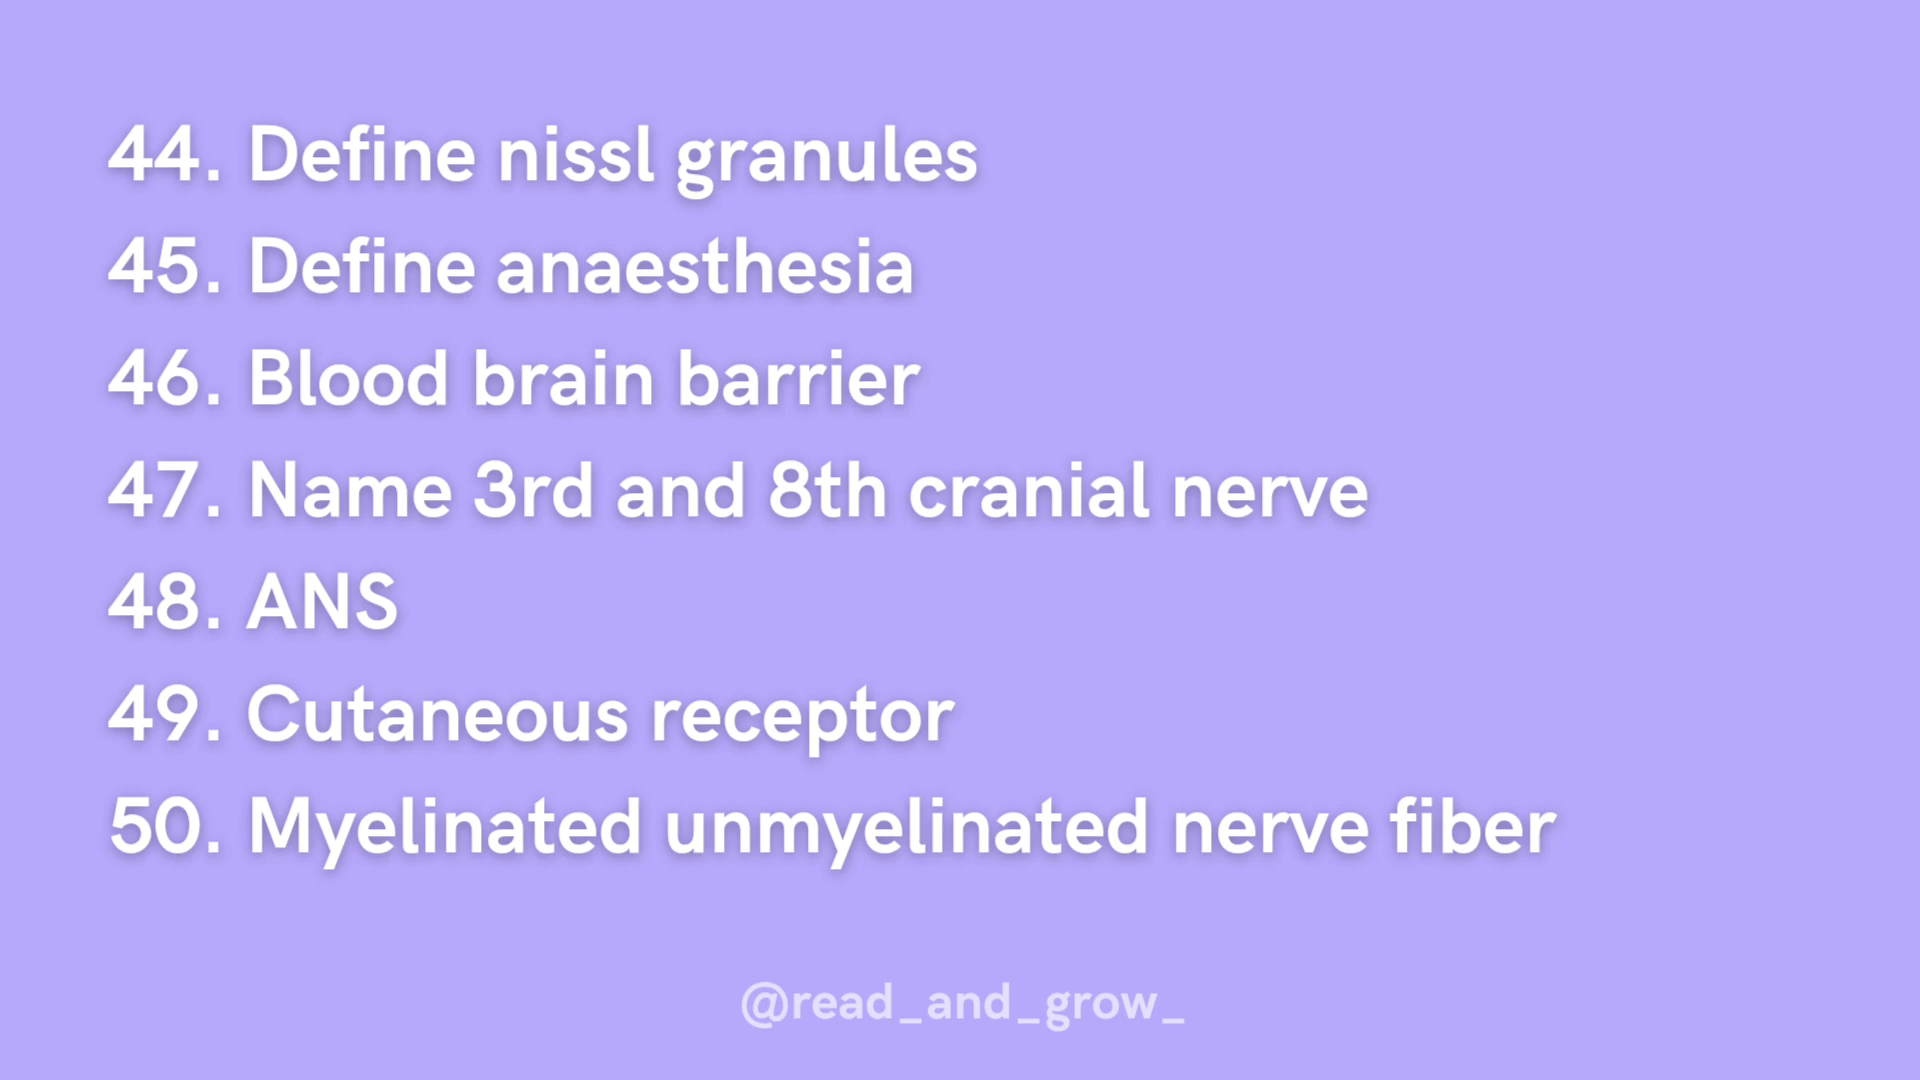 44. Define nissl granules
45. Define anaesthesia
46. Blood brain barrier
47. Name 3rd and 8th cranial nerve
48. ANS
49. Cutaneous receptor
50. Myelinated unmyelinated nerve fiber
@read_and_grow_